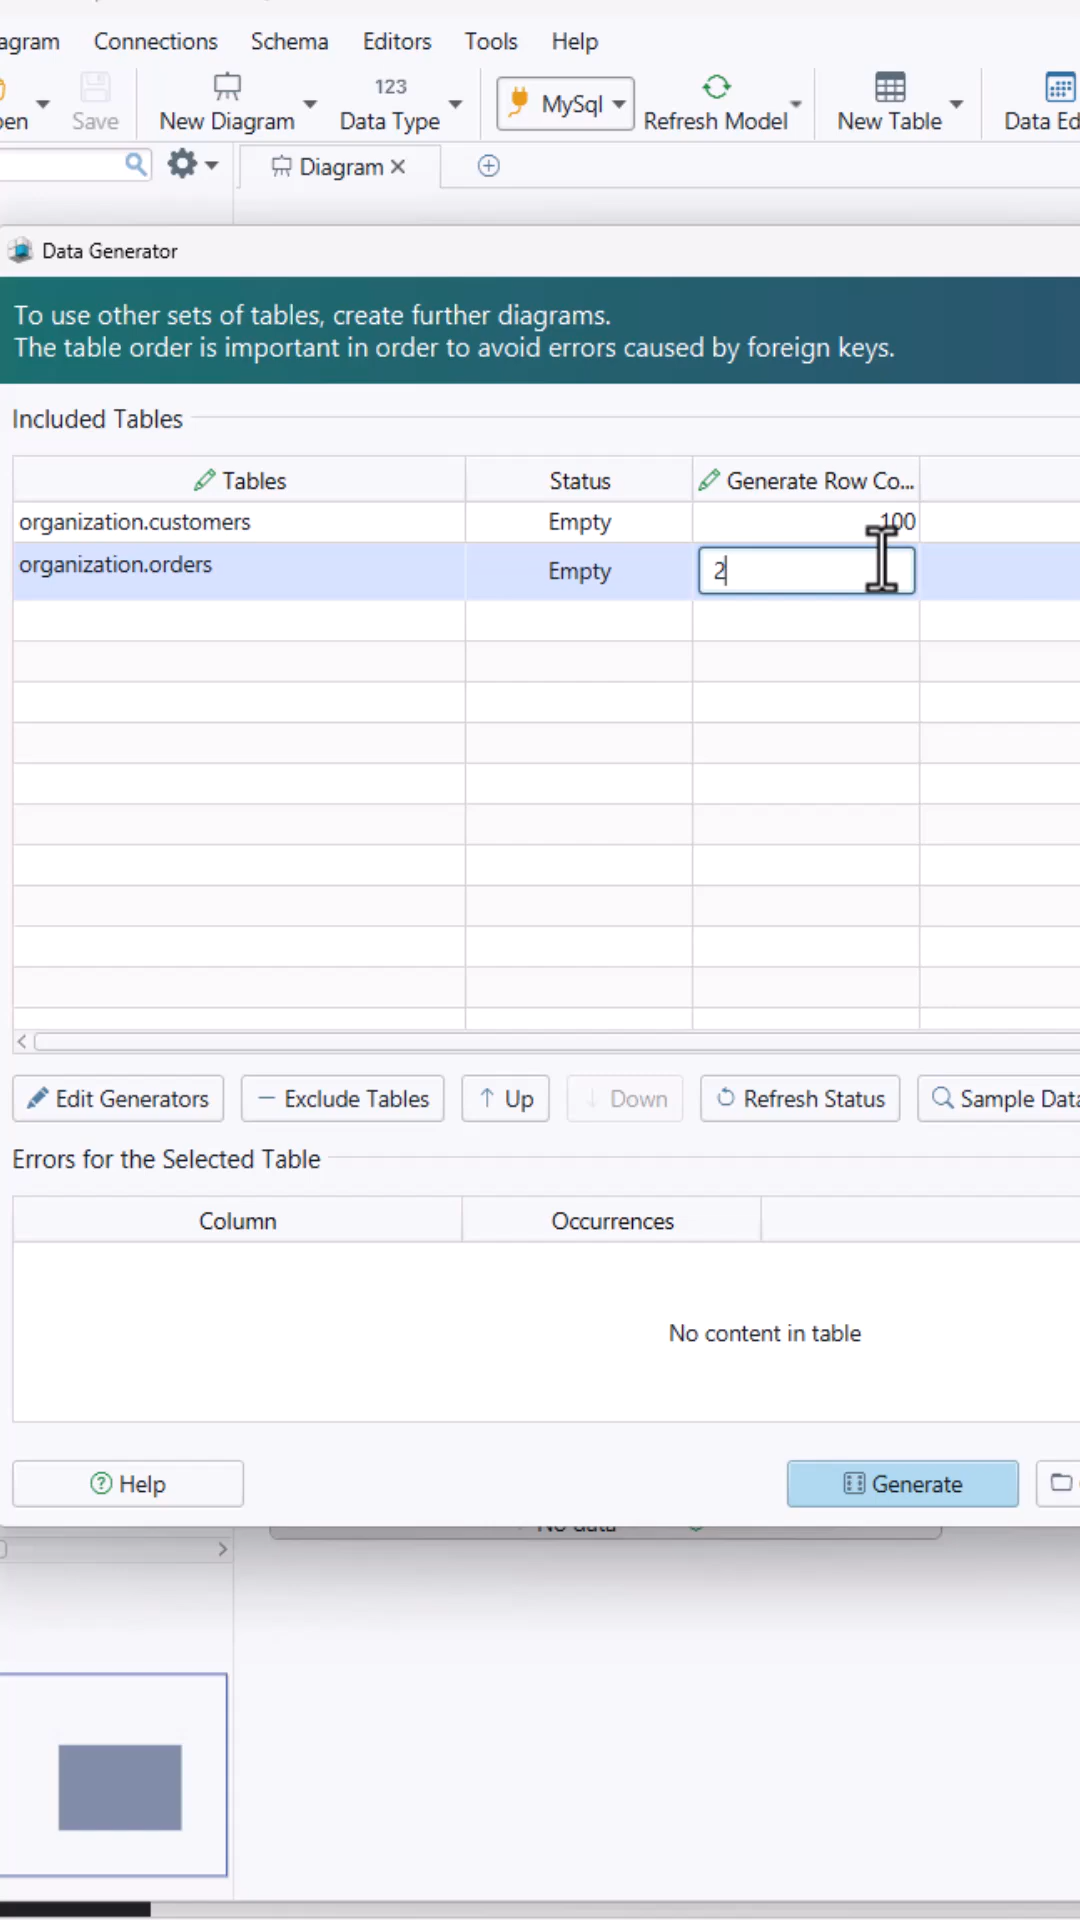 agram Connections Schema Editors Tools Help
pen Save New Diagram 123 Data Type MySql Refresh Model New Table Data Ed
Diagram
Data Generator
To use other sets of tables, create further diagrams.
The table order is important in order to avoid errors caused by foreign keys.
Included Tables
Tables Status Generate Row Co...
organization.customers Empty 100
organization.orders Empty 2
Edit Generators Exclude Tables Up Down Refresh Status Sample Data
Errors for the Selected Table
Column Occurrences
No content in table
Help Generate
No data